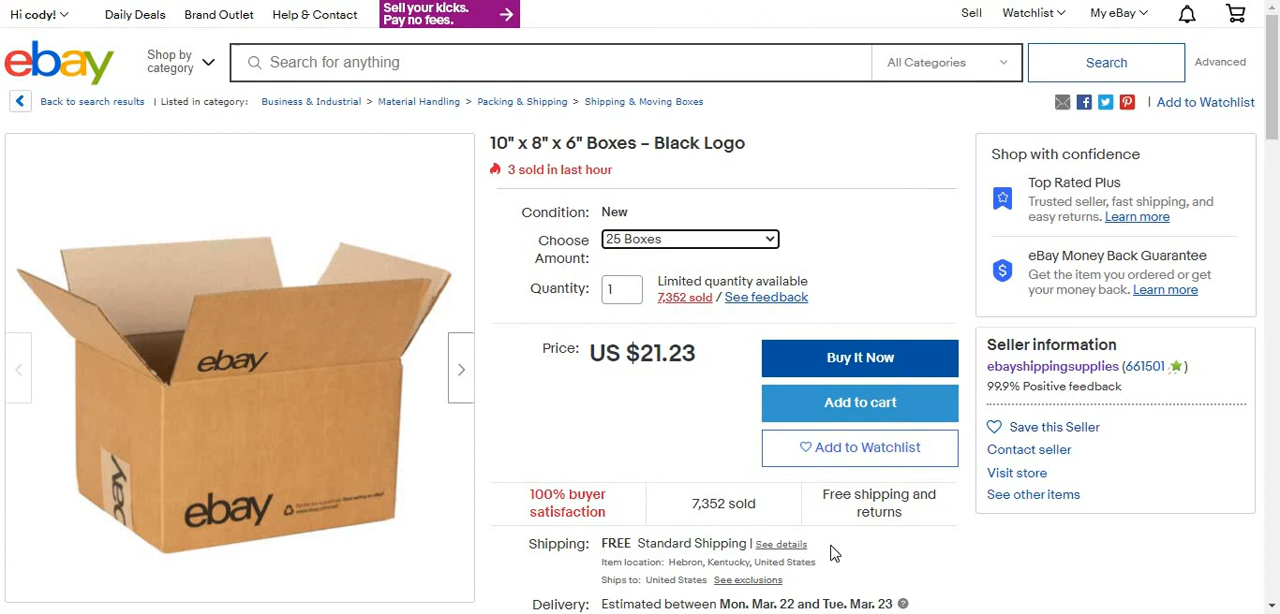 Hi cody!
Daily Deals
Brand Outlet
Help & Contact
Sell your kicks.
Pay no fees.
Sell
Watchlist
My eBay
ebay
Shop by
category
Search for anything
All Categories
Search
Advanced
Back to search results
| Listed in category:
Business & Industrial > Material Handling > Packing & Shipping > Shipping & Moving Boxes
| Add to Watchlist
10" x 8" x 6" Boxes – Black Logo
3 sold in last hour
Condition: New
Choose
Amount:
25 Boxes
Quantity: 1
Limited quantity available
7,352 sold / See feedback
Price: US $21.23
Buy It Now
Add to cart
Add to Watchlist
100% buyer
satisfaction
7,352 sold
Free shipping and
returns
Shipping: FREE Standard Shipping | See details
Item location: Hebron, Kentucky, United States
Ships to: United States See exclusions
Delivery: Estimated between Mon. Mar. 22 and Tue. Mar. 23
Shop with confidence
Top Rated Plus
Trusted seller, fast shipping, and
easy returns. Learn more
eBay Money Back Guarantee
Get the item you ordered or get
your money back. Learn more
Seller information
ebayshippingsupplies (661501)
99.9% Positive feedback
Save this Seller
Contact seller
Visit store
See other items
ebay
ebay
ebay